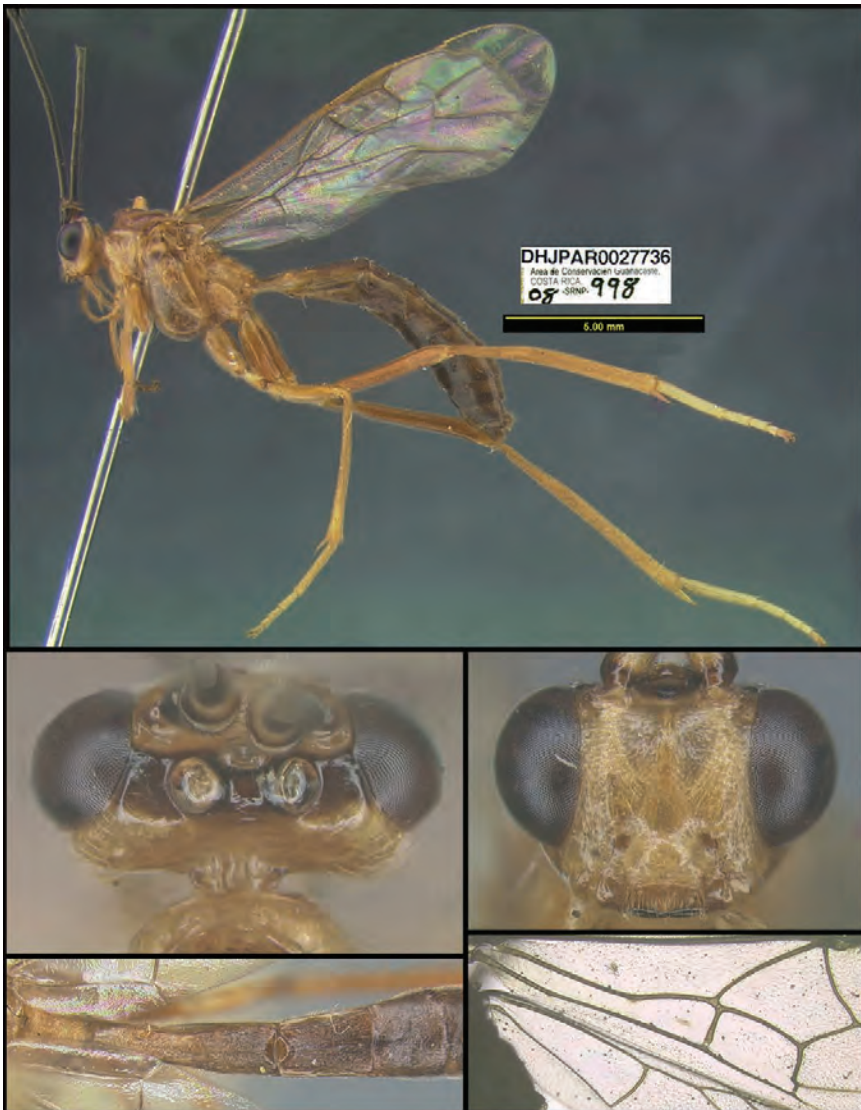 DHJPAR0027736
Area de Conservacion Guanacaste,
COSTA RICA.
08 -SRNP- 998
5.00 mm